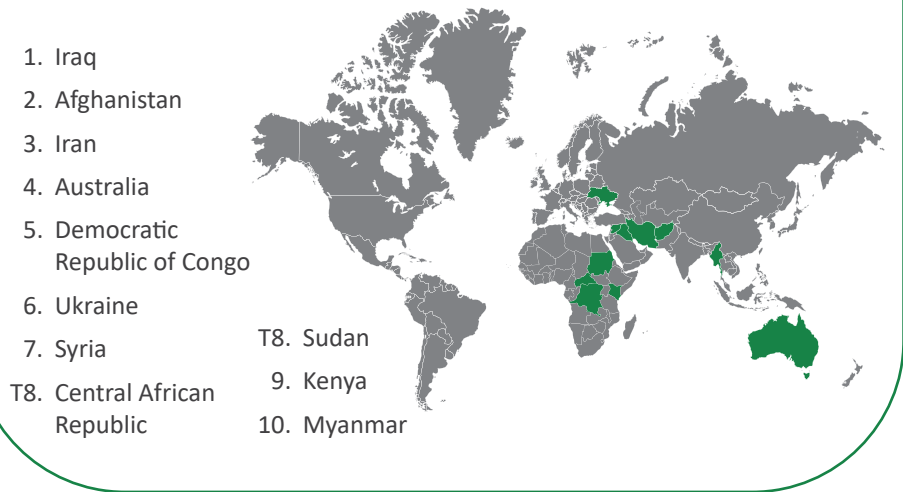 1. Iraq
2. Afghanistan
3. Iran
4. Australia
5. Democratic
Republic of Congo
6. Ukraine
7. Syria
T8. Central African
Republic
T8. Sudan
9. Kenya
10. Myanmar